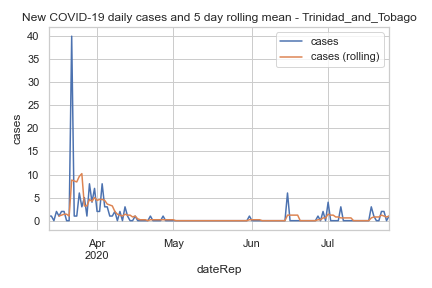 New COVID-19 daily cases and 5 day rolling mean - Trinidad_and_Tobago
cases
cases (rolling)
40
35
30
25
20
15
10
5
0
cases
Apr
2020
May
Jun
Jul
dateRep